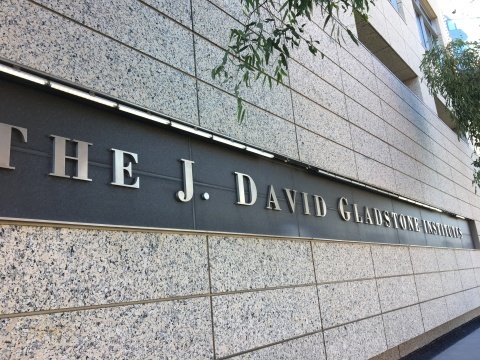 THE J. DAVID GLADSTONE INSTITUTES